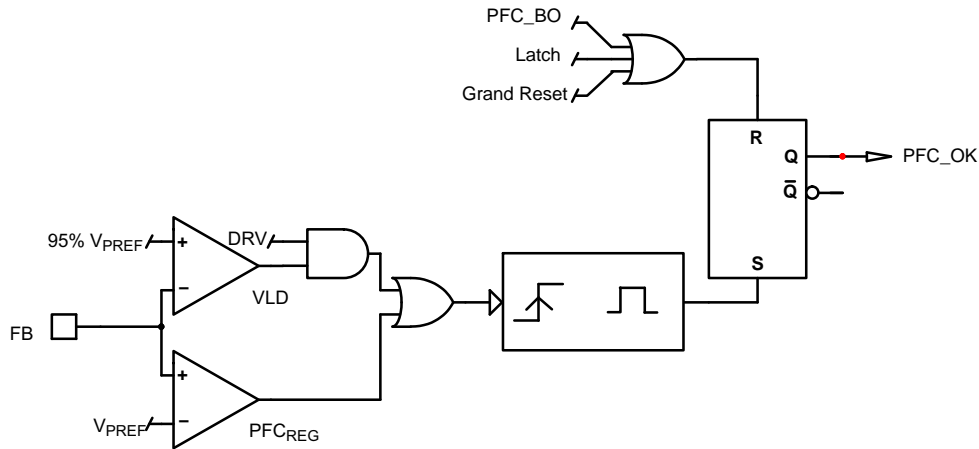 PFC_BO
Latch
Grand Reset
R
Q
PFC_OK
Q̅
S
95% VPREF
+
−
DRV
VLD
FB
+
−
VPREF
PFCREG